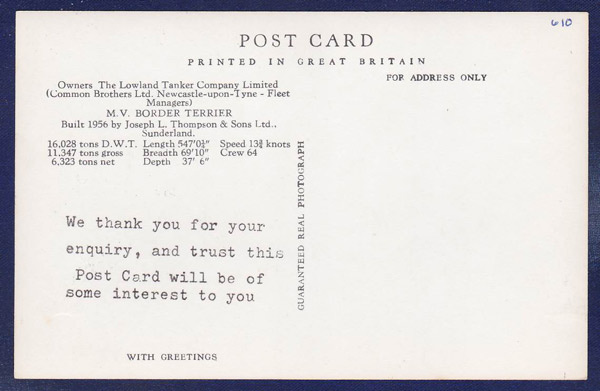 610
POST CARD
PRINTED IN GREAT BRITAIN
FOR ADDRESS ONLY
Owners The Lowland Tanker Company Limited
(Common Brothers Ltd. Newcastle-upon-Tyne - Fleet
Managers)
M.V. BORDER TERRIER
Built 1956 by Joseph L. Thompson & Sons Ltd.,
Sunderland.
16,028 tons D.W.T. Length 547'0½" Speed 13¾ knots
11,347 tons gross Breadth 69'10" Crew 64
6,323 tons net Depth 37' 6"
GUARANTEED REAL PHOTOGRAPH
We thank you for your
enquiry, and trust this
Post Card will be of
some interest to you
WITH GREETINGS